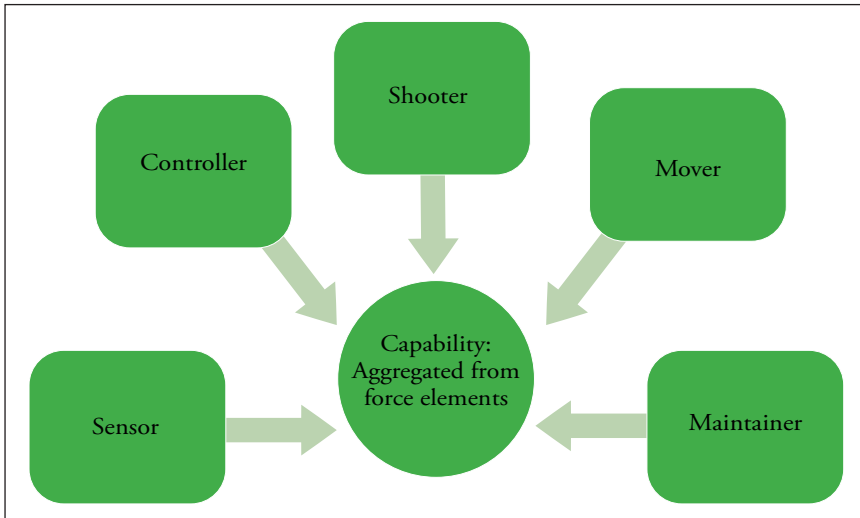 Shooter
Controller
Mover
Capability:
Aggregated from
force elements
Sensor
Maintainer